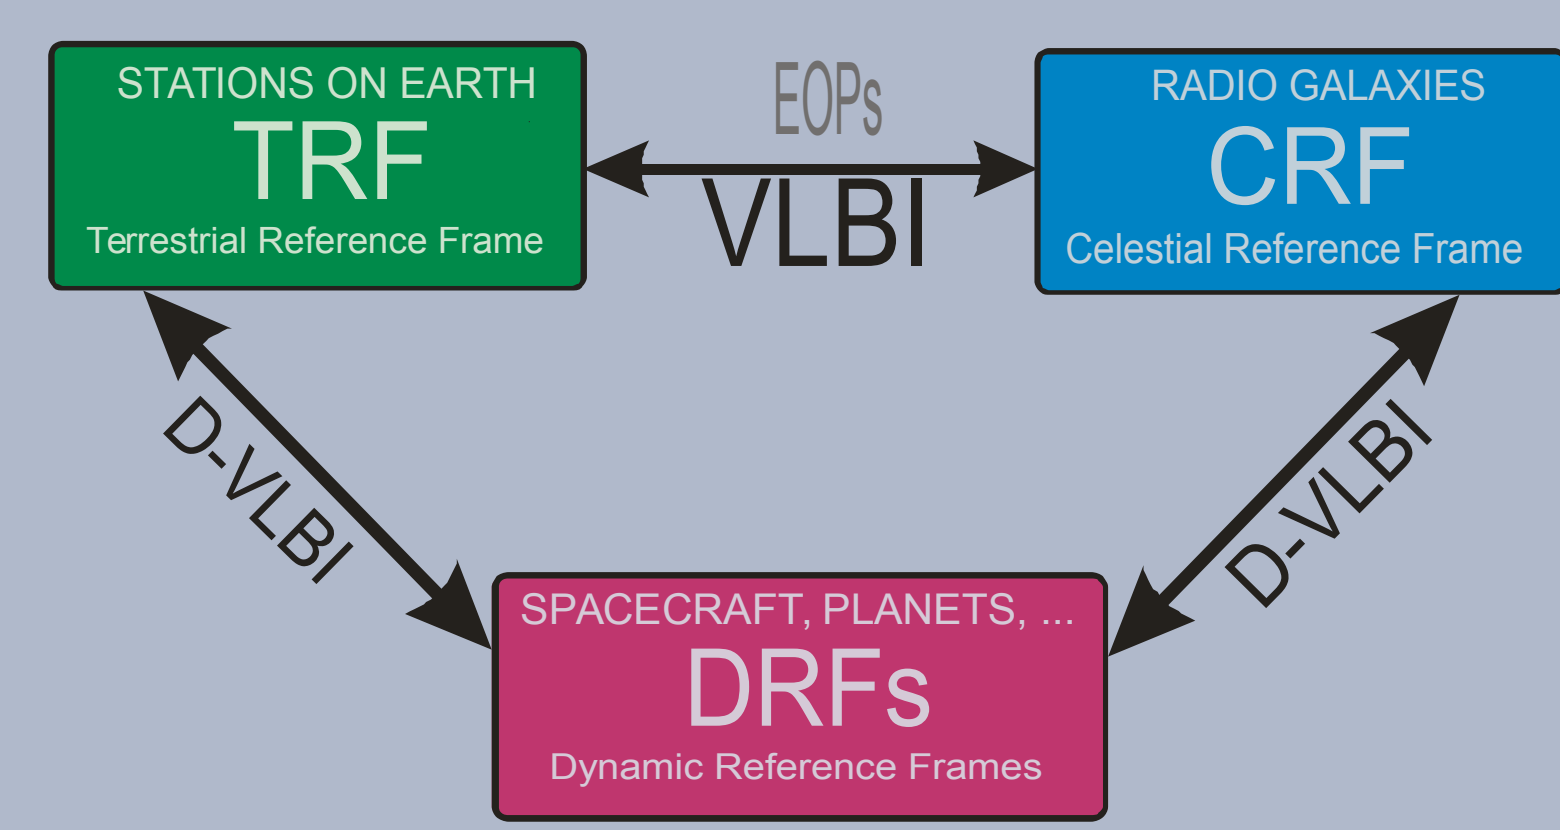 STATIONS ON EARTH
TRF
Terrestrial Reference Frame
EOPs
VLBI
RADIO GALAXIES
CRF
Celestial Reference Frame
D-VLBI
D-VLBI
SPACECRAFT, PLANETS, ...
DRFs
Dynamic Reference Frames